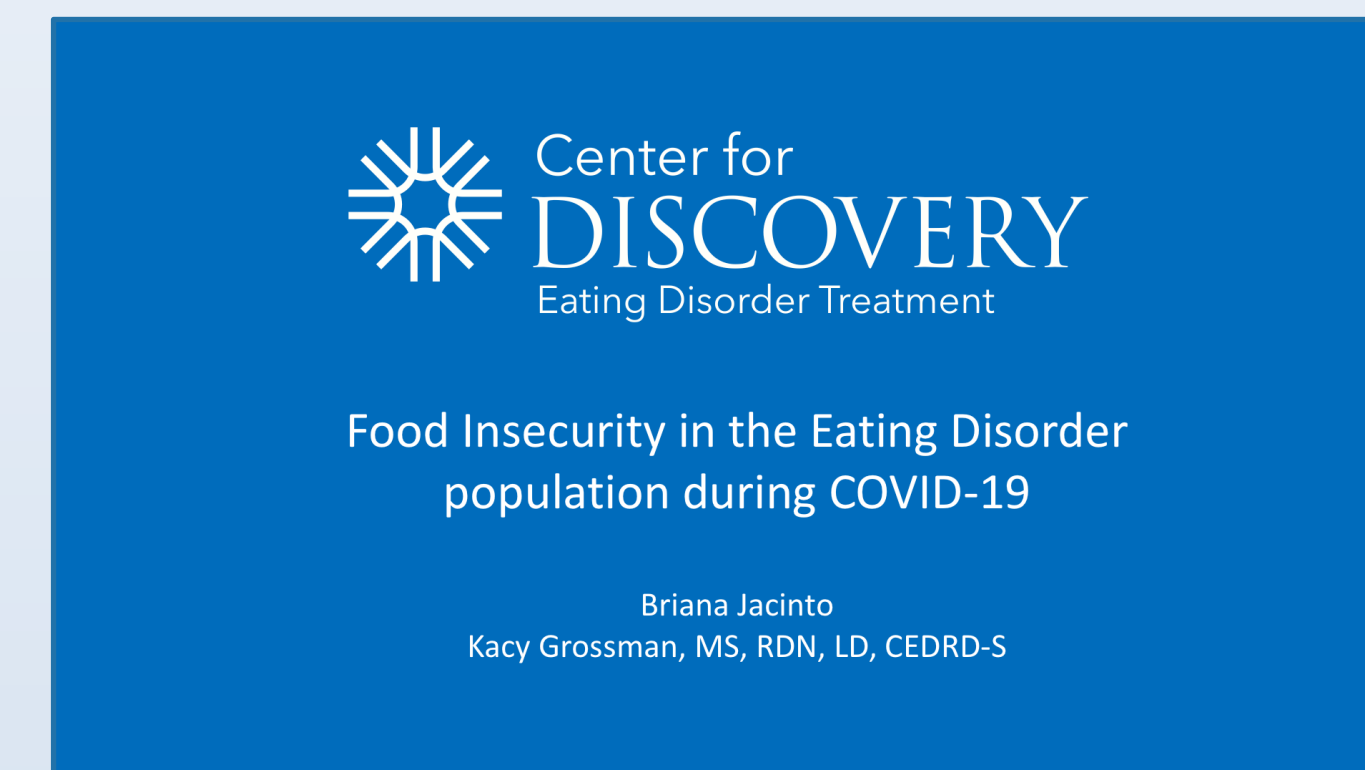 Center for
DISCOVERY
Eating Disorder Treatment
Food Insecurity in the Eating Disorder
population during COVID-19
Briana Jacinto
Kacy Grossman, MS, RDN, LD, CEDRD-S